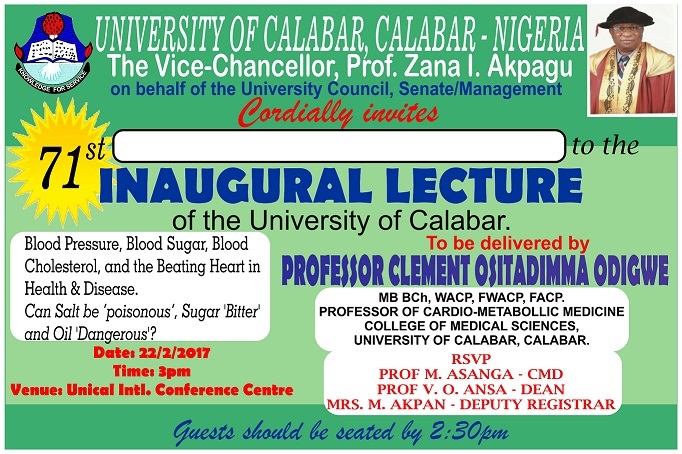 UNIVERSITY OF CALABAR, CALABAR - NIGERIA
The Vice-Chancellor, Prof. Zana I. Akpagu
on behalf of the University Council, Senate/Management
Cordially invites
KNOWLEDGE FOR SERVICE
to the
71st
INAUGURAL LECTURE
of the University of Calabar.
Blood Pressure, Blood Sugar, Blood
Cholesterol, and the Beating Heart in
Health & Disease.
Can Salt be ‘poisonous‘, Sugar 'Bitter'
and Oil 'Dangerous'?
Date: 22/2/2017
Time: 3pm
Venue: Unical Intl. Conference Centre
To be delivered by
PROFESSOR CLEMENT OSITADIMMA ODIGWE
MB BCh, WACP, FWACP, FACP.
PROFESSOR OF CARDIO-METABOLLIC MEDICINE
COLLEGE OF MEDICAL SCIENCES,
UNIVERSITY OF CALABAR, CALABAR.
RSVP
PROF M. ASANGA - CMD
PROF V. O. ANSA - DEAN
MRS. M. AKPAN - DEPUTY REGISTRAR
Guests should be seated by 2:30pm